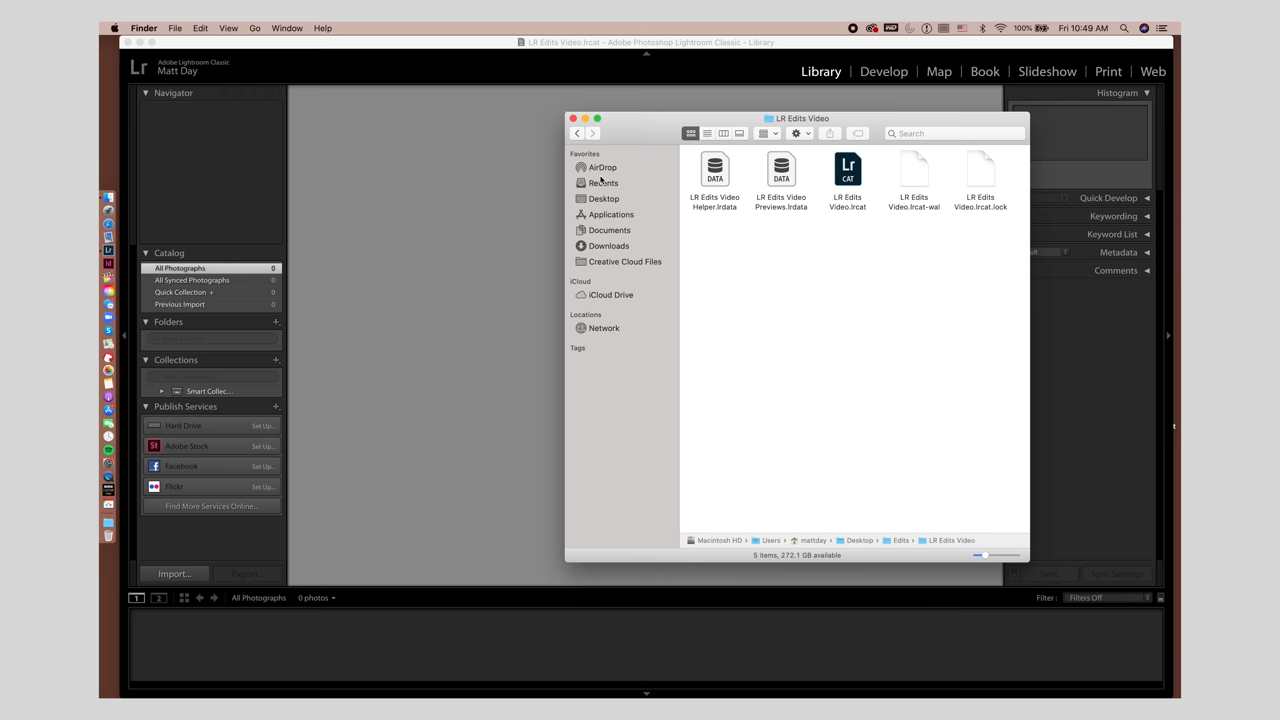 Finder File Edit View Go Window Help
100% Fri 10:49 AM
LR Edits Video.lrcat - Adobe Photoshop Lightroom Classic - Library
Lr Adobe Lightroom Classic
Matt Day
Library | Develop | Map | Book | Slideshow | Print | Web
Navigator
Histogram
LR Edits Video
Search
Favorites
AirDrop
Recents
Desktop
Applications
Documents
Downloads
Creative Cloud Files
iCloud
iCloud Drive
Locations
Network
Tags
DATA
LR Edits Video
Helper.lrdata
DATA
LR Edits Video
Previews.lrdata
Lr
CAT
LR Edits
Video.lrcat
LR Edits
Video.lrcat-wal
LR Edits
Video.lrcat.lock
Macintosh HD › Users › mattday › Desktop › Edits › LR Edits Video
5 items, 272.1 GB available
Quick Develop
Keywording
Keyword List
Metadata
Comments
Catalog
All Photographs 0
All Synced Photographs 0
Quick Collection + 0
Previous Import 0
Folders +
Collections +
Smart Collec...
Publish Services +
Hard Drive Set Up...
St Adobe Stock Set Up...
Facebook Set Up...
Flickr Set Up...
Find More Services Online...
Import... Export...
Sync Sync Settings
1 2 All Photographs 0 photos
Filter : Filters Off